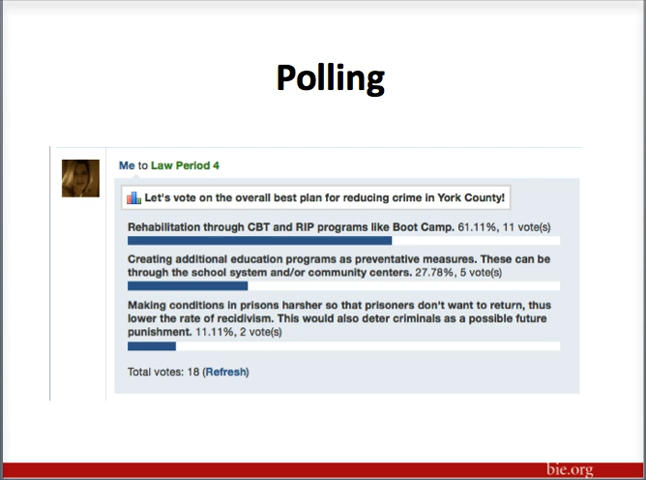 Polling
Me to Law Period 4
Let's vote on the overall best plan for reducing crime in York County!
Rehabilitation through CBT and RIP programs like Boot Camp. 61.11%, 11 vote(s)
Creating additional education programs as preventative measures. These can be
through the school system and/or community centers. 27.78%, 5 vote(s)
Making conditions in prisons harsher so that prisoners don't want to return, thus
lower the rate of recidivism. This would also deter criminals as a possible future
punishment. 11.11%, 2 vote(s)
Total votes: 18 (Refresh)
bie.org